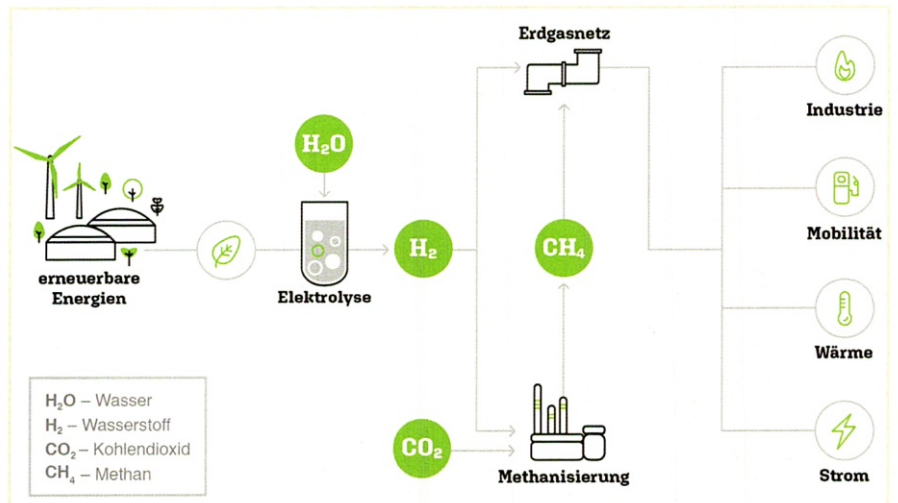 Erdgasnetz
Industrie
H₂O
Mobilität
H₂
CH₄
erneuerbare
Energien
Elektrolyse
Wärme
H₂O – Wasser
H₂ – Wasserstoff
CO₂ – Kohlendioxid
CH₄ – Methan
CO₂
Methanisierung
Strom